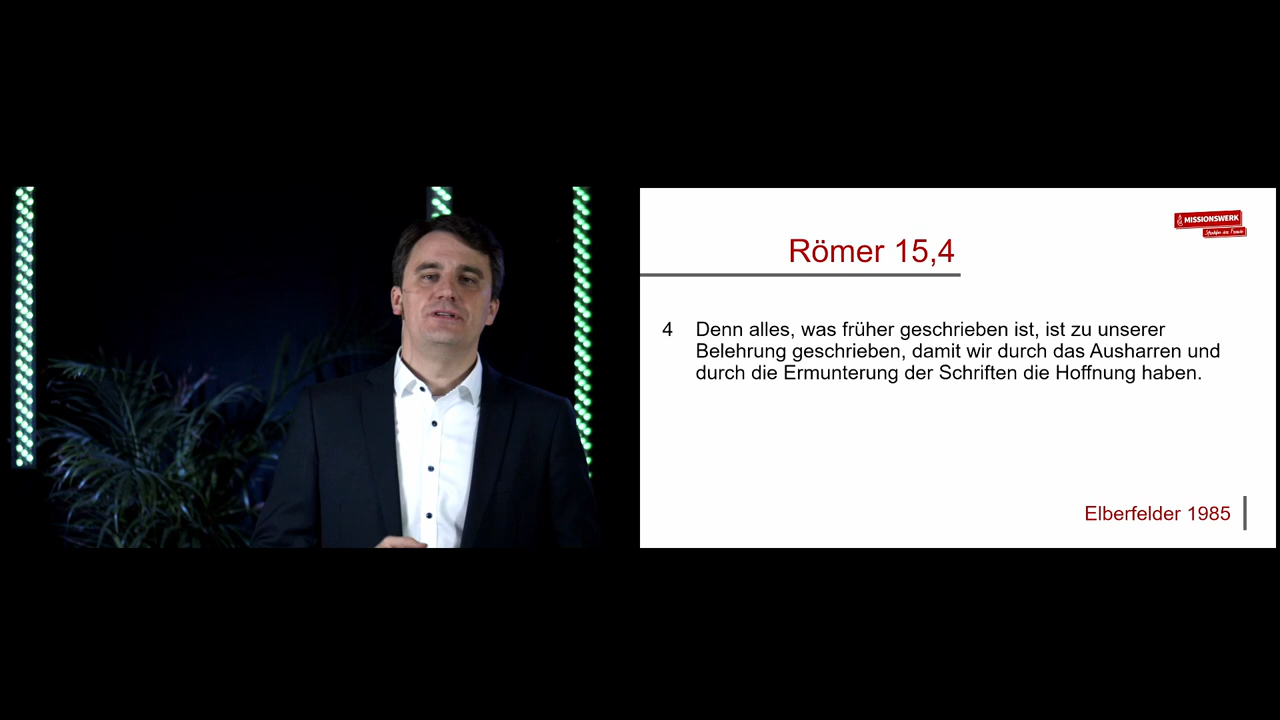 MISSIONSWERK
Römer 15,4
4 Denn alles, was früher geschrieben ist, ist zu unserer
Belehrung geschrieben, damit wir durch das Ausharren und
durch die Ermunterung der Schriften die Hoffnung haben.
Elberfelder 1985